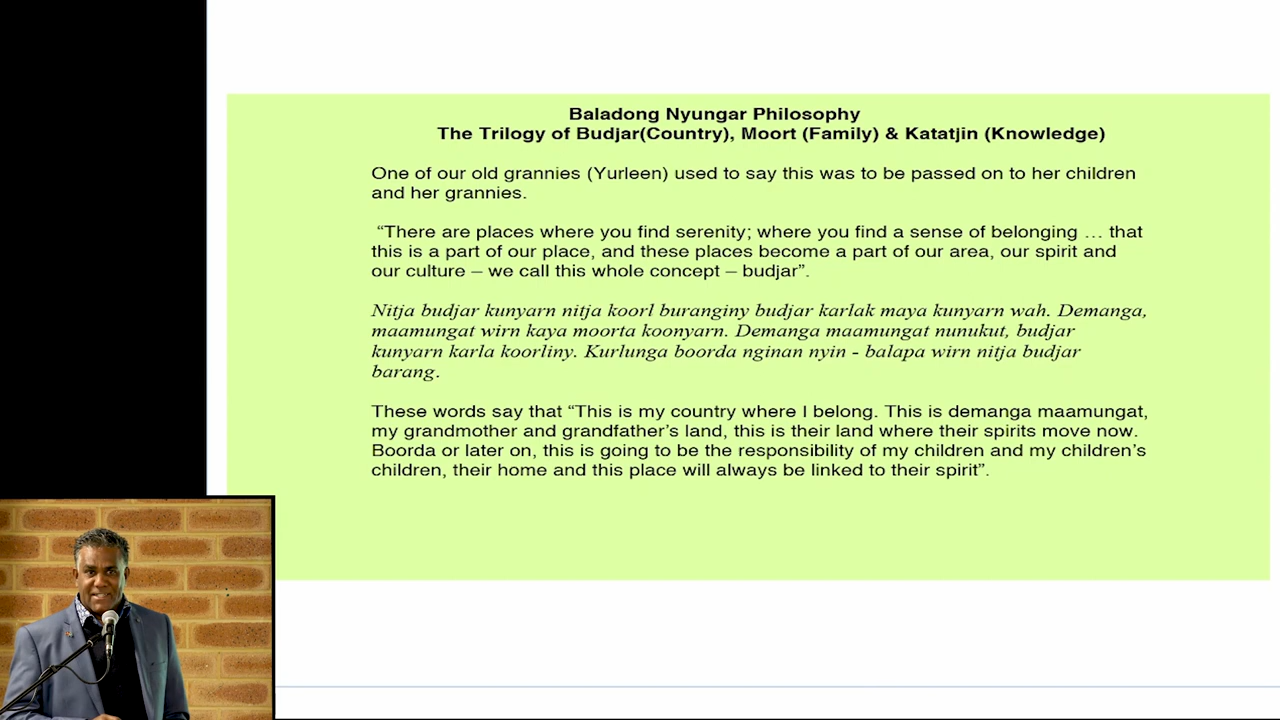 Baladong Nyungar Philosophy
The Trilogy of Budjar(Country), Moort (Family) & Katatjin (Knowledge)
One of our old grannies (Yurleen) used to say this was to be passed on to her children
and her grannies.
“There are places where you find serenity; where you find a sense of belonging … that
this is a part of our place, and these places become a part of our area, our spirit and
our culture – we call this whole concept – budjar”.
Nitja budjar kunyarn nitja koorl buranginy budjar karlak maya kunyarn wah. Demanga,
maamungat wirn kaya moorta koonyarn. Demanga maamungat nunukut, budjar
kunyarn karla koorliny. Kurlunga boorda nginan nyin - balapa wirn nitja budjar
barang.
These words say that “This is my country where I belong. This is demanga maamungat,
my grandmother and grandfather’s land, this is their land where their spirits move now.
Boorda or later on, this is going to be the responsibility of my children and my children’s
children, their home and this place will always be linked to their spirit”.